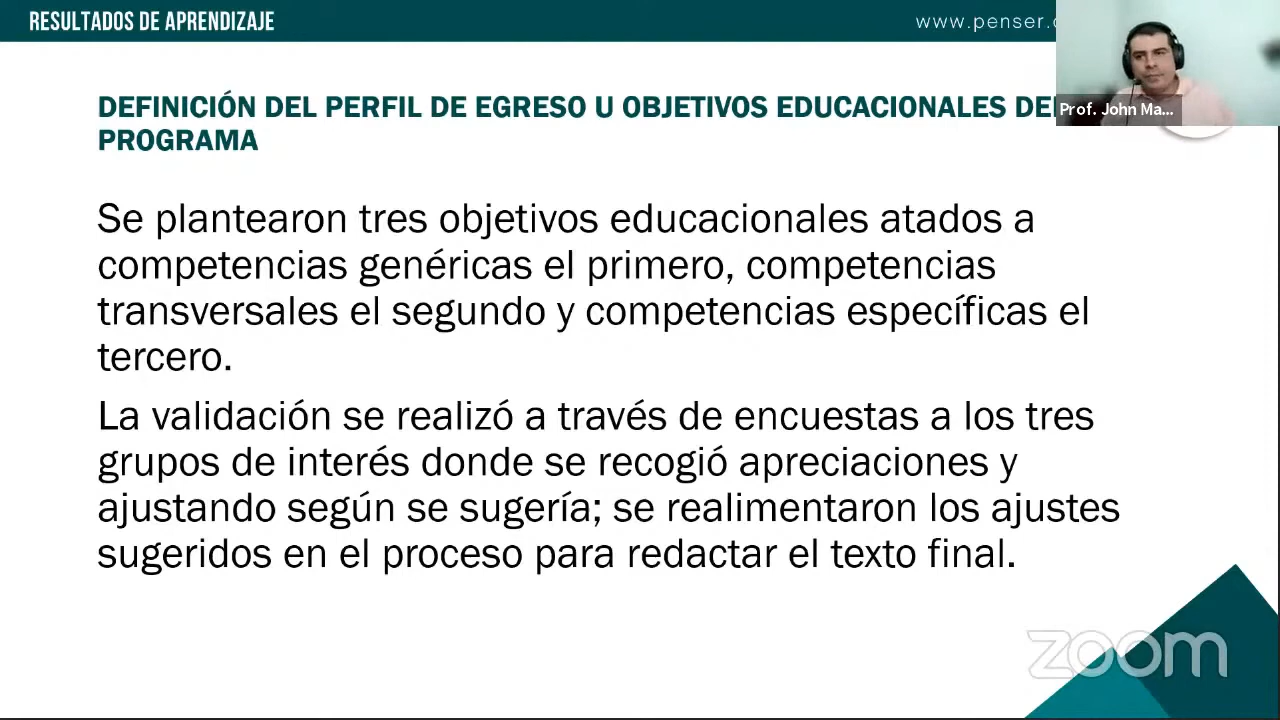 RESULTADOS DE APRENDIZAJE
www.penser.
DEFINICIÓN DEL PERFIL DE EGRESO U OBJETIVOS EDUCACIONALES DEL
PROGRAMA
Prof. John Ma...
Se plantearon tres objetivos educacionales atados a
competencias genéricas el primero, competencias
transversales el segundo y competencias específicas el
tercero.
La validación se realizó a través de encuestas a los tres
grupos de interés donde se recogió apreciaciones y
ajustando según se sugería; se realimentaron los ajustes
sugeridos en el proceso para redactar el texto final.
zoom